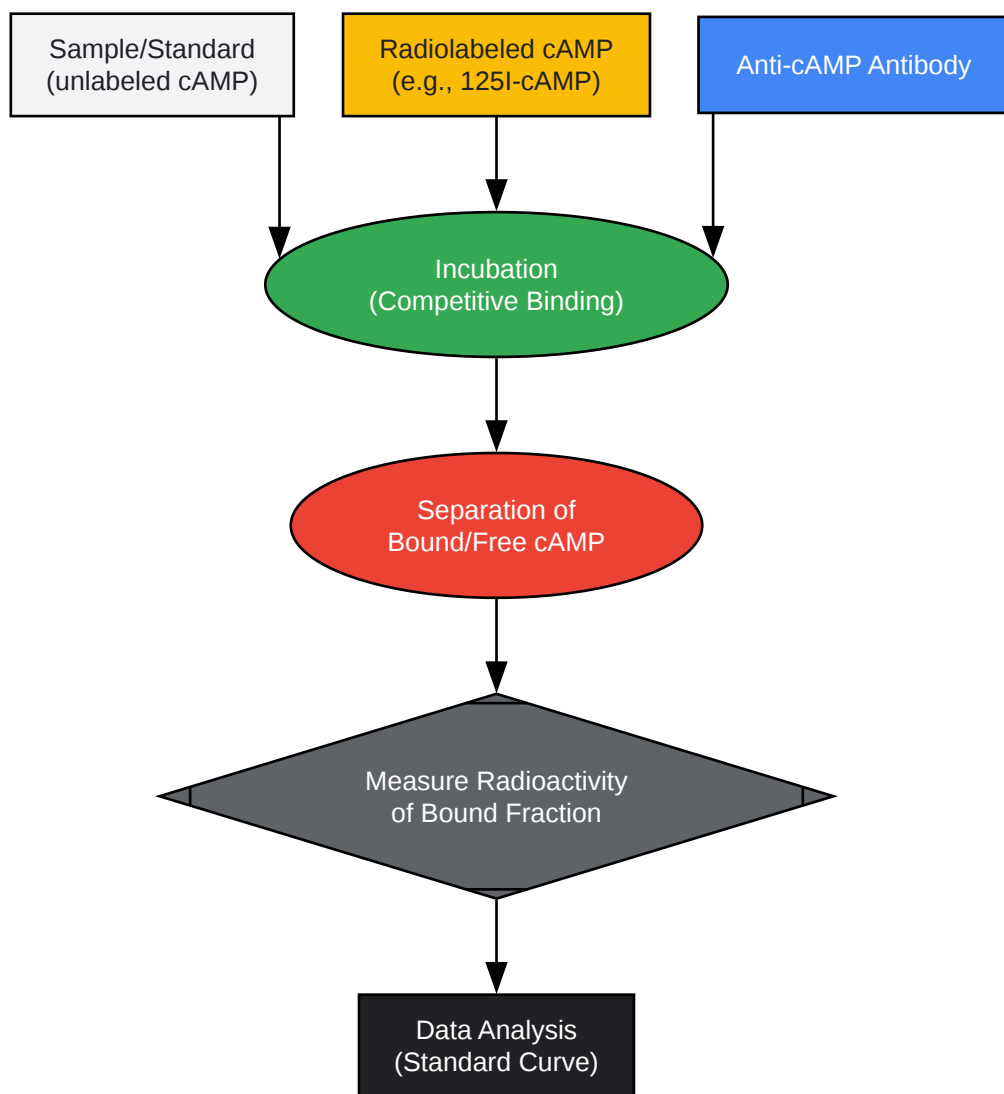 Sample/Standard
(unlabeled cAMP)
Radiolabeled cAMP
(e.g., 125I-cAMP)
Anti-cAMP Antibody
Incubation
(Competitive Binding)
Separation of
Bound/Free cAMP
Measure Radioactivity
of Bound Fraction
Data Analysis
(Standard Curve)